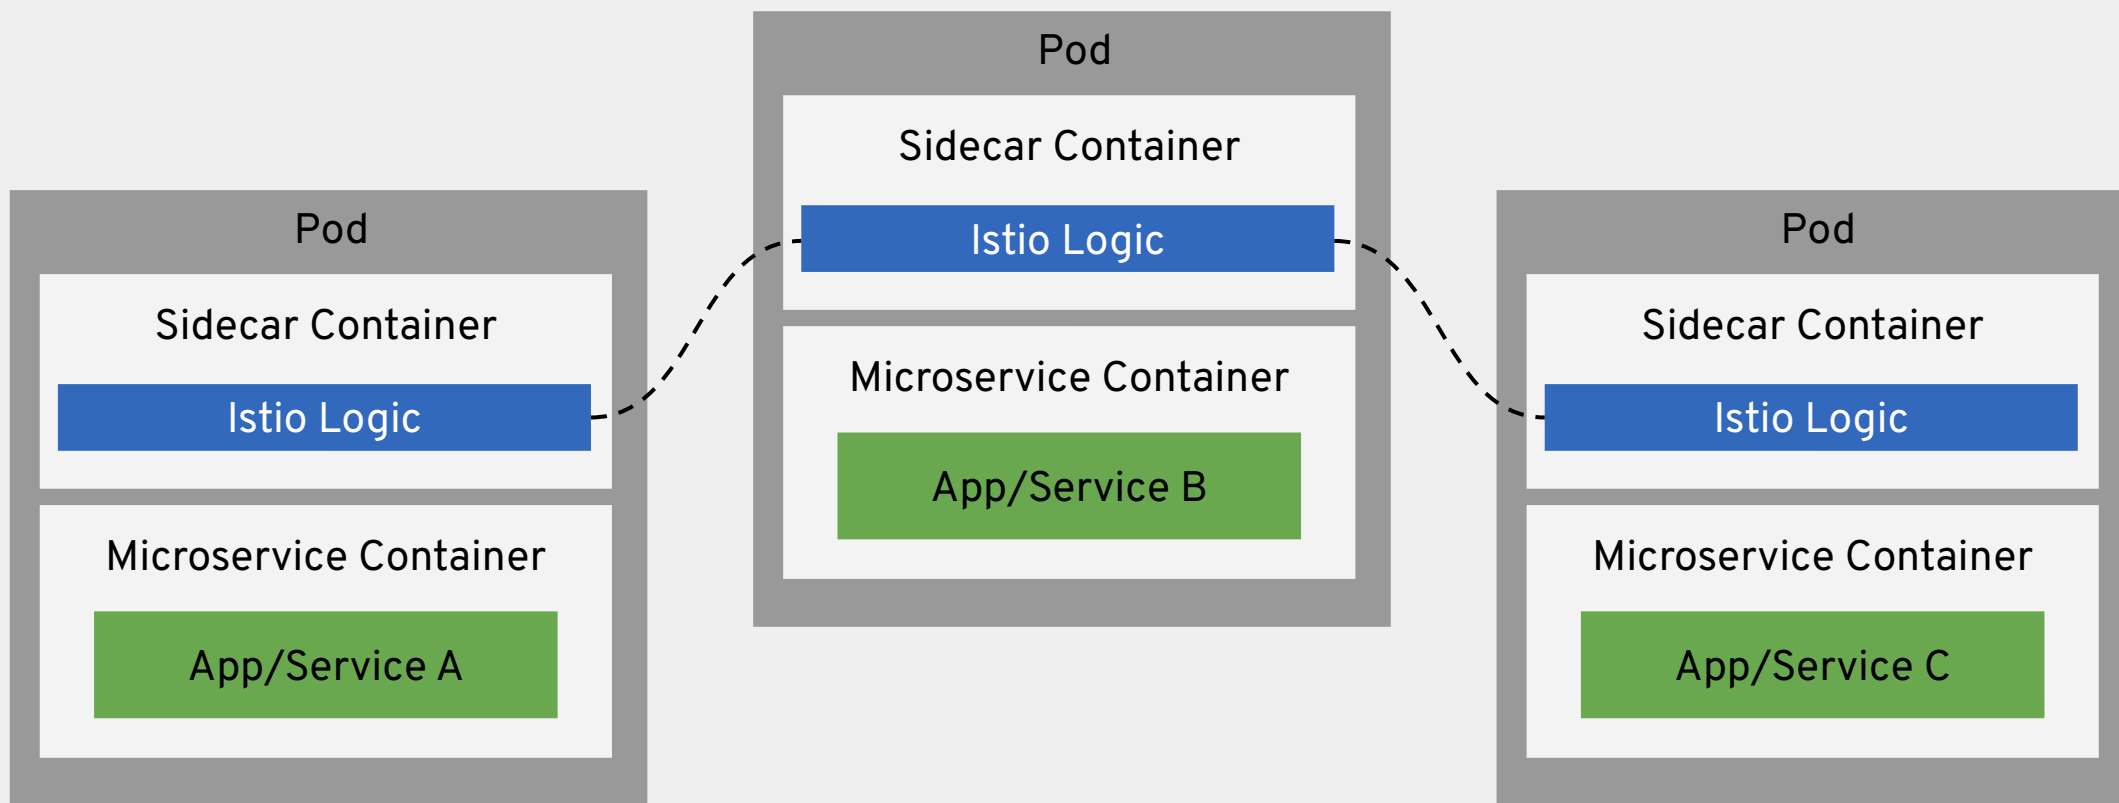 Pod
Sidecar Container
Istio Logic
Microservice Container
App/Service A
Pod
Sidecar Container
Istio Logic
Microservice Container
App/Service B
Pod
Sidecar Container
Istio Logic
Microservice Container
App/Service C